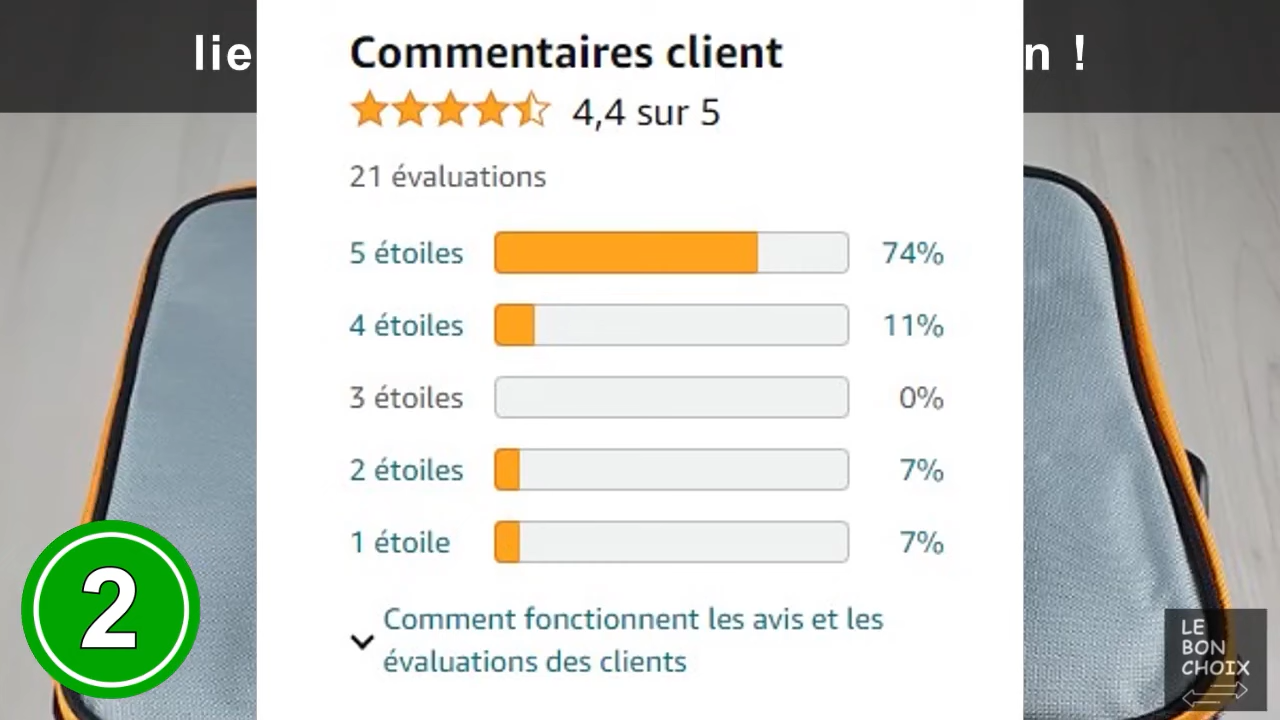 Commentaires client
4,4 sur 5
21 évaluations
5 étoiles 74%
4 étoiles 11%
3 étoiles 0%
2 étoiles 7%
1 étoile 7%
Comment fonctionnent les avis et les
évaluations des clients
2
LE
BON
CHOIX